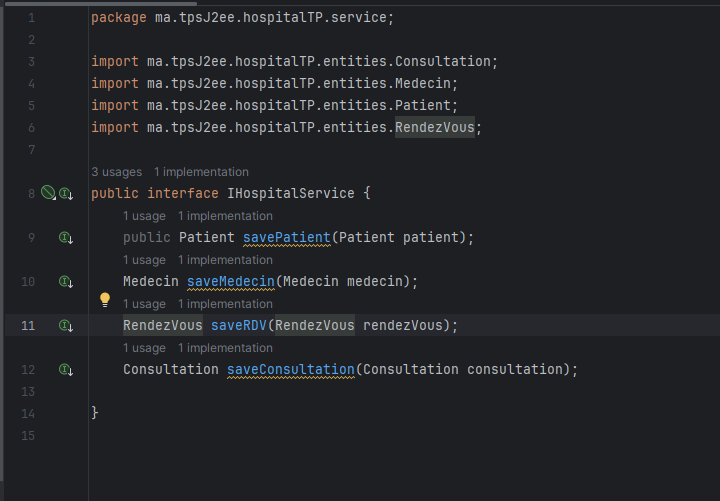 1 package ma.tpsJ2ee.hospitalTP.service;
2
3 import ma.tpsJ2ee.hospitalTP.entities.Consultation;
4 import ma.tpsJ2ee.hospitalTP.entities.Medecin;
5 import ma.tpsJ2ee.hospitalTP.entities.Patient;
6 import ma.tpsJ2ee.hospitalTP.entities.RendezVous;
7
3 usages 1 implementation
8 public interface IHospitalService {
1 usage 1 implementation
9 public Patient savePatient(Patient patient);
1 usage 1 implementation
10 Medecin saveMedecin(Medecin medecin);
1 usage 1 implementation
11 RendezVous saveRDV(RendezVous rendezVous);
1 usage 1 implementation
12 Consultation saveConsultation(Consultation consultation);
13
14 }
15